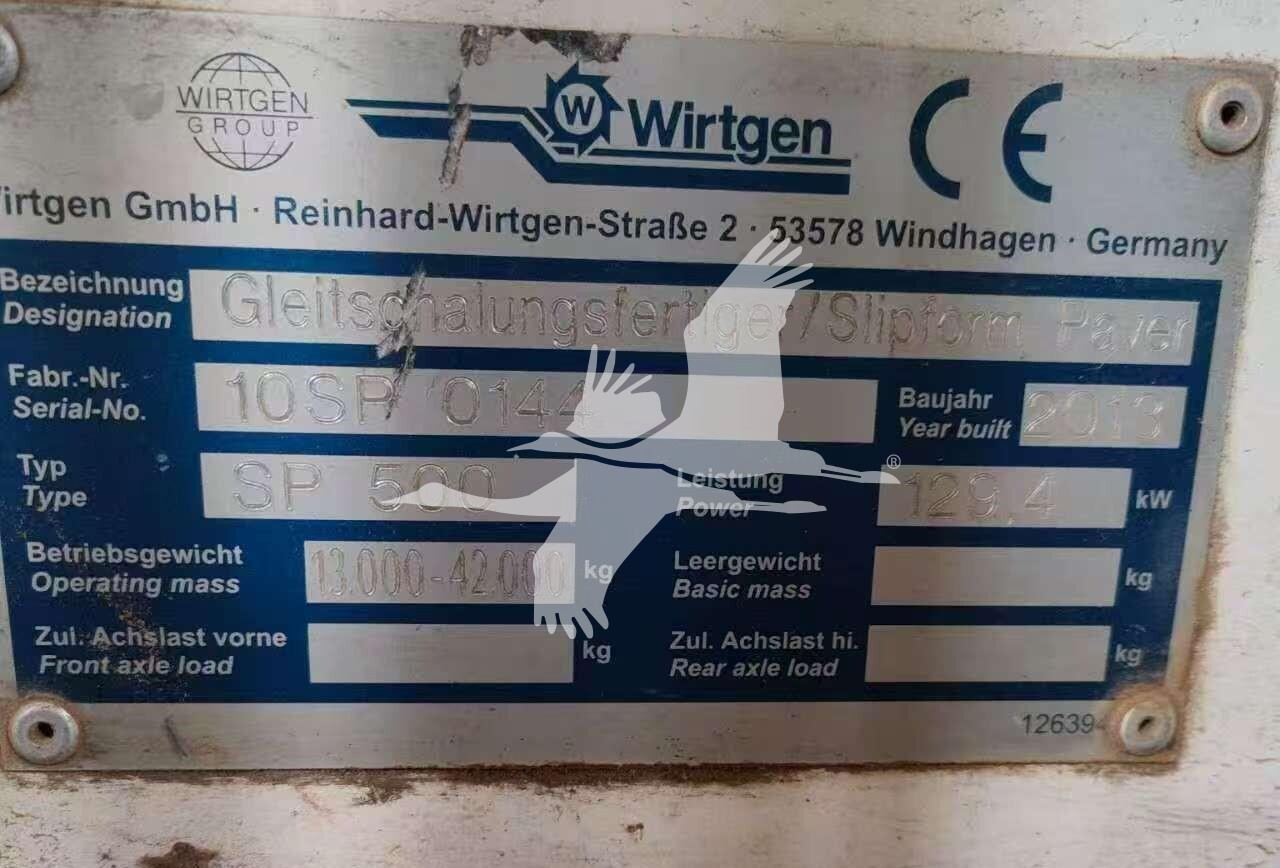 WIRTGEN
GROUP
W Wirtgen CE
Wirtgen GmbH · Reinhard-Wirtgen-Straße 2 · 53578 Windhagen · Germany
Bezeichnung
Designation
Gleitschalungsfertiger/Slipform Paver
Fabr.-Nr.
Serial-No.
10SP 0144
Baujahr
Year built
2013
Typ
Type
SP 500
Leistung
Power
129,4 kW
Betriebsgewicht
Operating mass
13.000-42.000 kg
Leergewicht
Basic mass
kg
Zul. Achslast vorne
Front axle load
kg
Zul. Achslast hi.
Rear axle load
kg
®